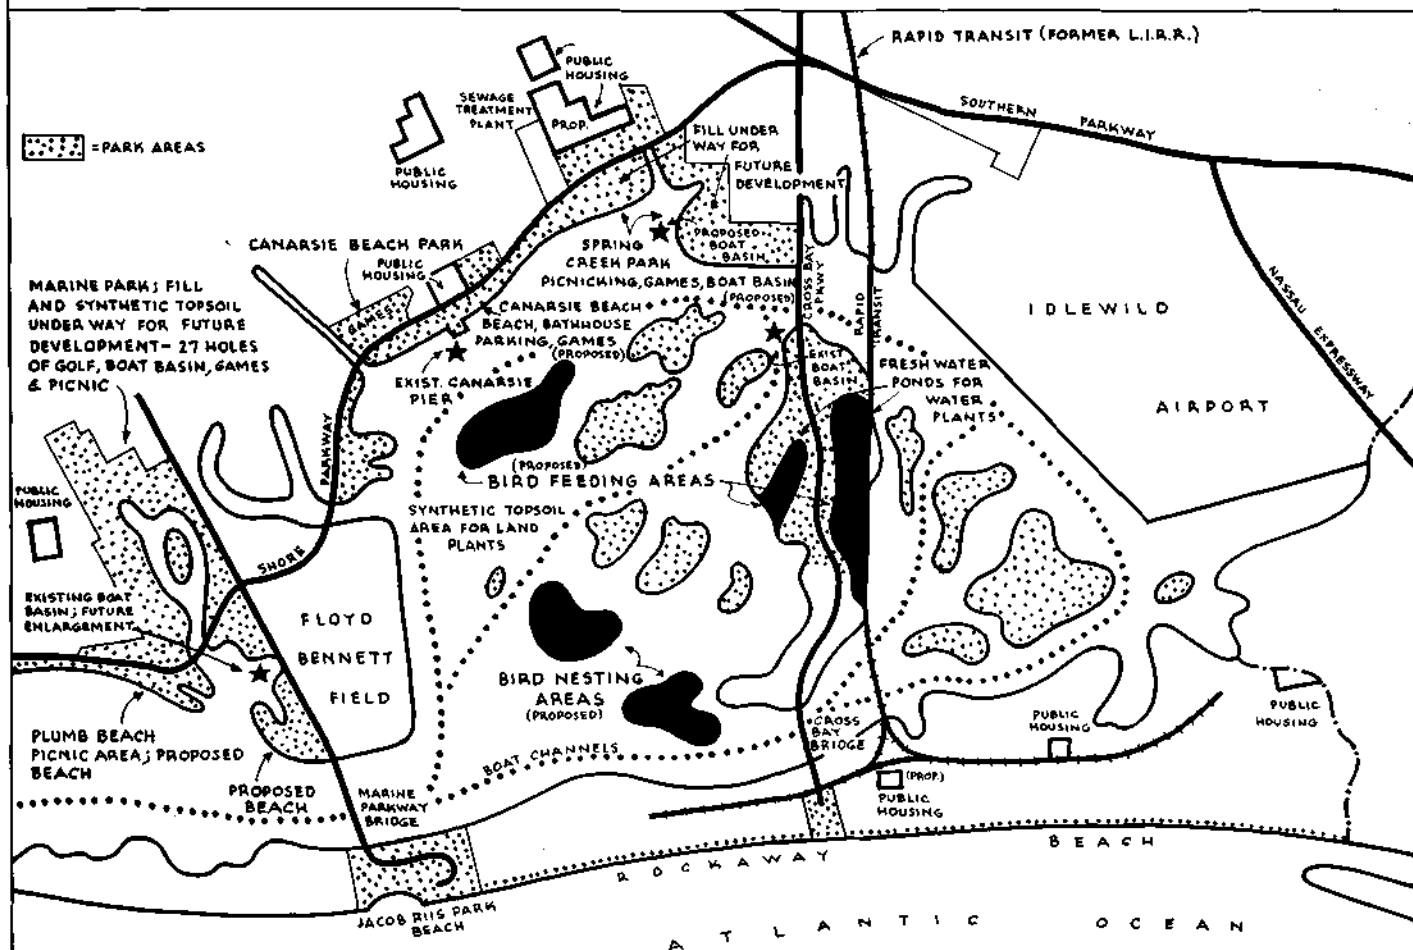 RAPID TRANSIT (FORMER L.I.R.R.)
PUBLIC
HOUSING
SEWAGE
TREATMENT
PLANT
PROP.
SOUTHERN PARKWAY
= PARK AREAS
PUBLIC
HOUSING
FILL UNDER
WAY FOR
FUTURE
DEVELOPMENT
CANARSIE BEACH PARK
PUBLIC
HOUSING
GAMES
SPRING
CREEK PARK
PICNICKING, GAMES, BOAT BASIN
(PROPOSED)
PROPOSED
BOAT
BASIN
CROSS BAY
PKWY
RAPID
TRANSIT
MARINE PARK; FILL
AND SYNTHETIC TOPSOIL
UNDER WAY FOR FUTURE
DEVELOPMENT - 27 HOLES
OF GOLF, BOAT BASIN, GAMES
& PICNIC
CANARSIE BEACH
BEACH, BATHHOUSE
PARKING, GAMES
(PROPOSED)
EXIST. CANARSIE
PIER
EXIST
BOAT
BASIN
FRESH WATER
PONDS FOR
WATER
PLANTS
IDLEWILD
AIRPORT
NASSAU EXPRESSWAY
(PROPOSED)
BIRD FEEDING AREAS
SYNTHETIC TOPSOIL
AREA FOR LAND
PLANTS
PUBLIC
HOUSING
SHORE PARKWAY
EXISTING BOAT
BASIN; FUTURE
ENLARGEMENT
FLOYD
BENNETT
FIELD
BIRD NESTING
AREAS
(PROPOSED)
PLUMB BEACH
PICNIC AREA; PROPOSED
BEACH
PROPOSED
BEACH
BOAT CHANNELS
MARINE
PARKWAY
BRIDGE
CROSS
BAY
BRIDGE
PUBLIC
HOUSING
PUBLIC
HOUSING
(PROP.)
PUBLIC
HOUSING
ROCKAWAY BEACH
JACOB RIIS PARK
BEACH
ATLANTIC OCEAN